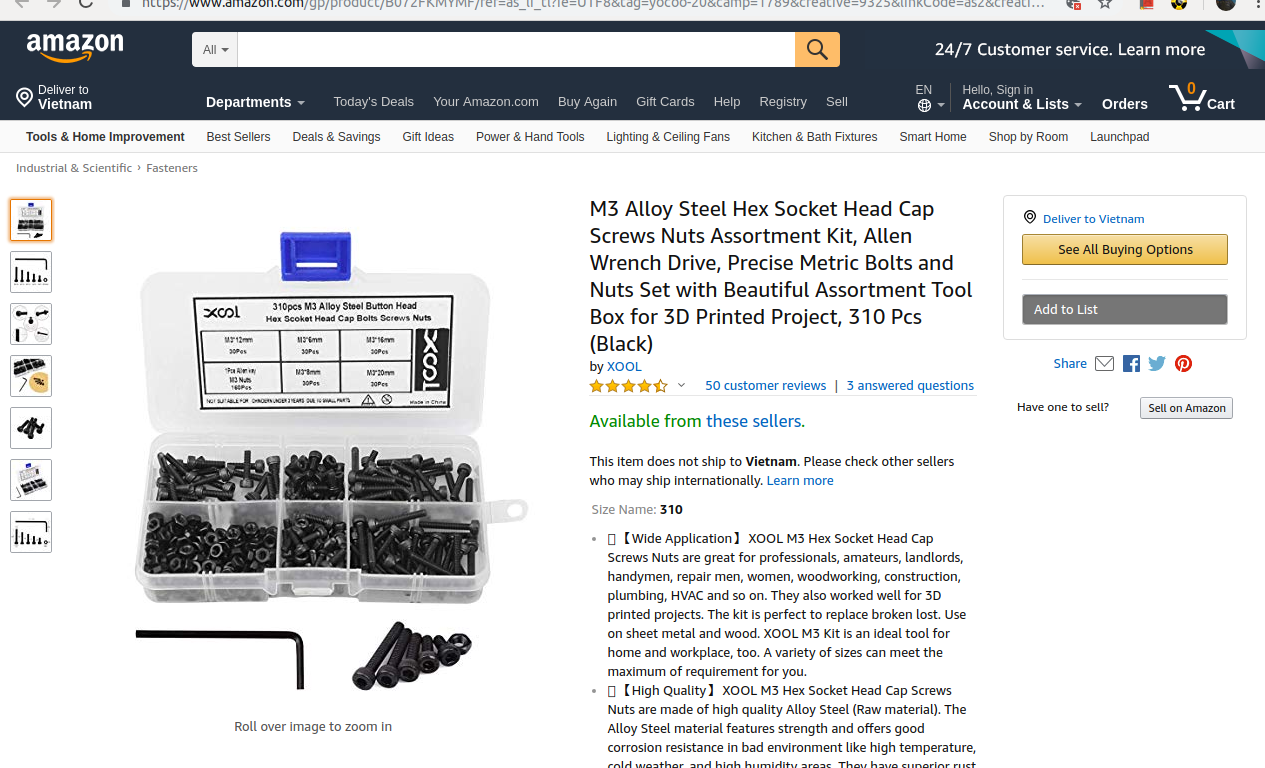 https://www.amazon.com/gp/product/B072FKMYMF/ref=as_li_tl?ie=UTF8&tag=yocoo-20&camp=1789&creative=9325&linkCode=as2&creati...
amazon
All
24/7 Customer service. Learn more
Deliver to
Vietnam
Departments
Today's Deals
Your Amazon.com
Buy Again
Gift Cards
Help
Registry
Sell
EN
Hello, Sign in
Account & Lists
Orders
0
Cart
Tools & Home Improvement
Best Sellers
Deals & Savings
Gift Ideas
Power & Hand Tools
Lighting & Ceiling Fans
Kitchen & Bath Fixtures
Smart Home
Shop by Room
Launchpad
Industrial & Scientific › Fasteners
xool
310pcs M3 Alloy Steel Button Head
Hex Scoket Head Cap Bolts Screws Nuts
M3*12mm
30Pcs
M3*6mm
30Pcs
M3*16mm
30Pcs
1Pcs Allen key
M3 Nuts
160Pcs
M3*8mm
30Pcs
M3*20mm
30Pcs
XOOL
NOT SUITABLE FOR CHINDERN UNDER 3 YEARS DUE TO SMALL PARTS
Made in China
Roll over image to zoom in
M3 Alloy Steel Hex Socket Head Cap
Screws Nuts Assortment Kit, Allen
Wrench Drive, Precise Metric Bolts and
Nuts Set with Beautiful Assortment Tool
Box for 3D Printed Project, 310 Pcs
(Black)
by XOOL
50 customer reviews | 3 answered questions
Available from these sellers.
This item does not ship to Vietnam. Please check other sellers
who may ship internationally. Learn more
Size Name: 310
• 【Wide Application】XOOL M3 Hex Socket Head Cap
Screws Nuts are great for professionals, amateurs, landlords,
handymen, repair men, women, woodworking, construction,
plumbing, HVAC and so on. They also worked well for 3D
printed projects. The kit is perfect to replace broken lost. Use
on sheet metal and wood. XOOL M3 Kit is an ideal tool for
home and workplace, too. A variety of sizes can meet the
maximum of requirement for you.
• 【High Quality】XOOL M3 Hex Socket Head Cap Screws
Nuts are made of high quality Alloy Steel (Raw material). The
Alloy Steel material features strength and offers good
corrosion resistance in bad environment like high temperature,
cold weather, and high humidity areas. They have superior rust
Deliver to Vietnam
See All Buying Options
Add to List
Share
Have one to sell?
Sell on Amazon